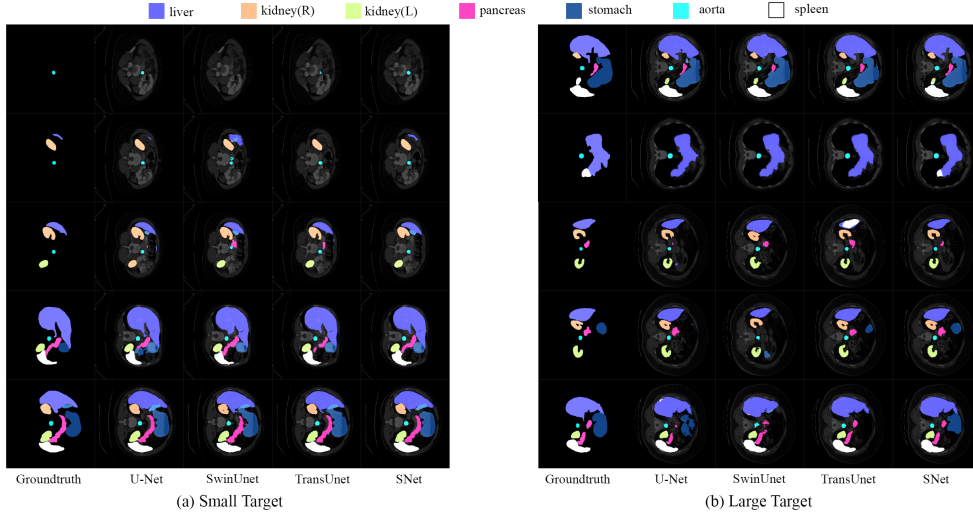 liver kidney(R) kidney(L) pancreas stomach aorta spleen
Groundtruth U-Net SwinUnet TransUnet SNet
(a) Small Target
Groundtruth U-Net SwinUnet TransUnet SNet
(b) Large Target